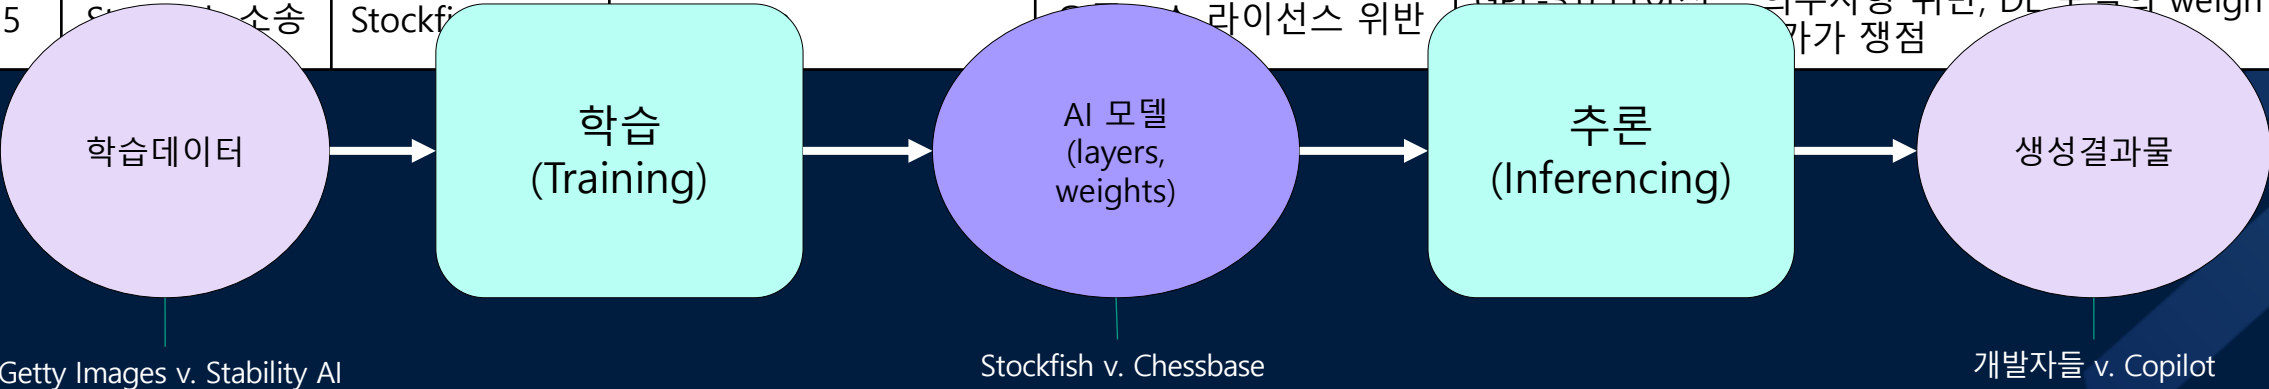 5
소송
라이선스 위반
위반,
쟁점
학습데이터
학습
(Training)
AI 모델
(layers,
weights)
추론
(Inferencing)
생성결과물
Getty Images v. Stability AI
Stockfish v. Chessbase
개발자들 v. Copilot